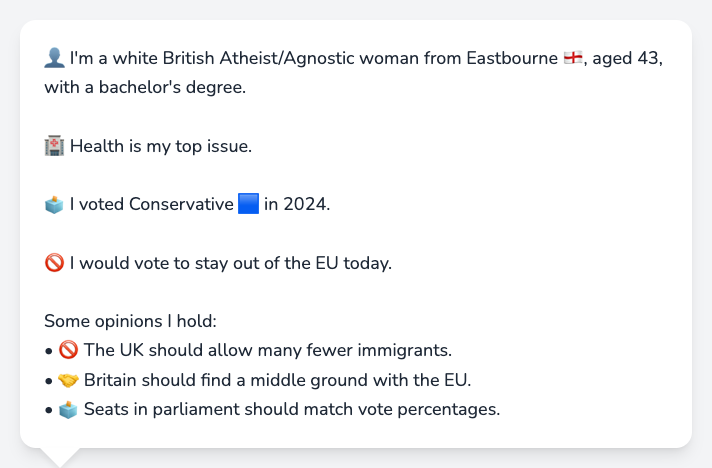 👤 I'm a white British Atheist/Agnostic woman from Eastbourne 🏴󠁧󠁢󠁥󠁮󠁧󠁿, aged 43,
with a bachelor's degree.
🏥 Health is my top issue.
🗳️ I voted Conservative 🟦 in 2024.
🚫 I would vote to stay out of the EU today.
Some opinions I hold:
• 🚫 The UK should allow many fewer immigrants.
• 🤝 Britain should find a middle ground with the EU.
• 🗳️ Seats in parliament should match vote percentages.